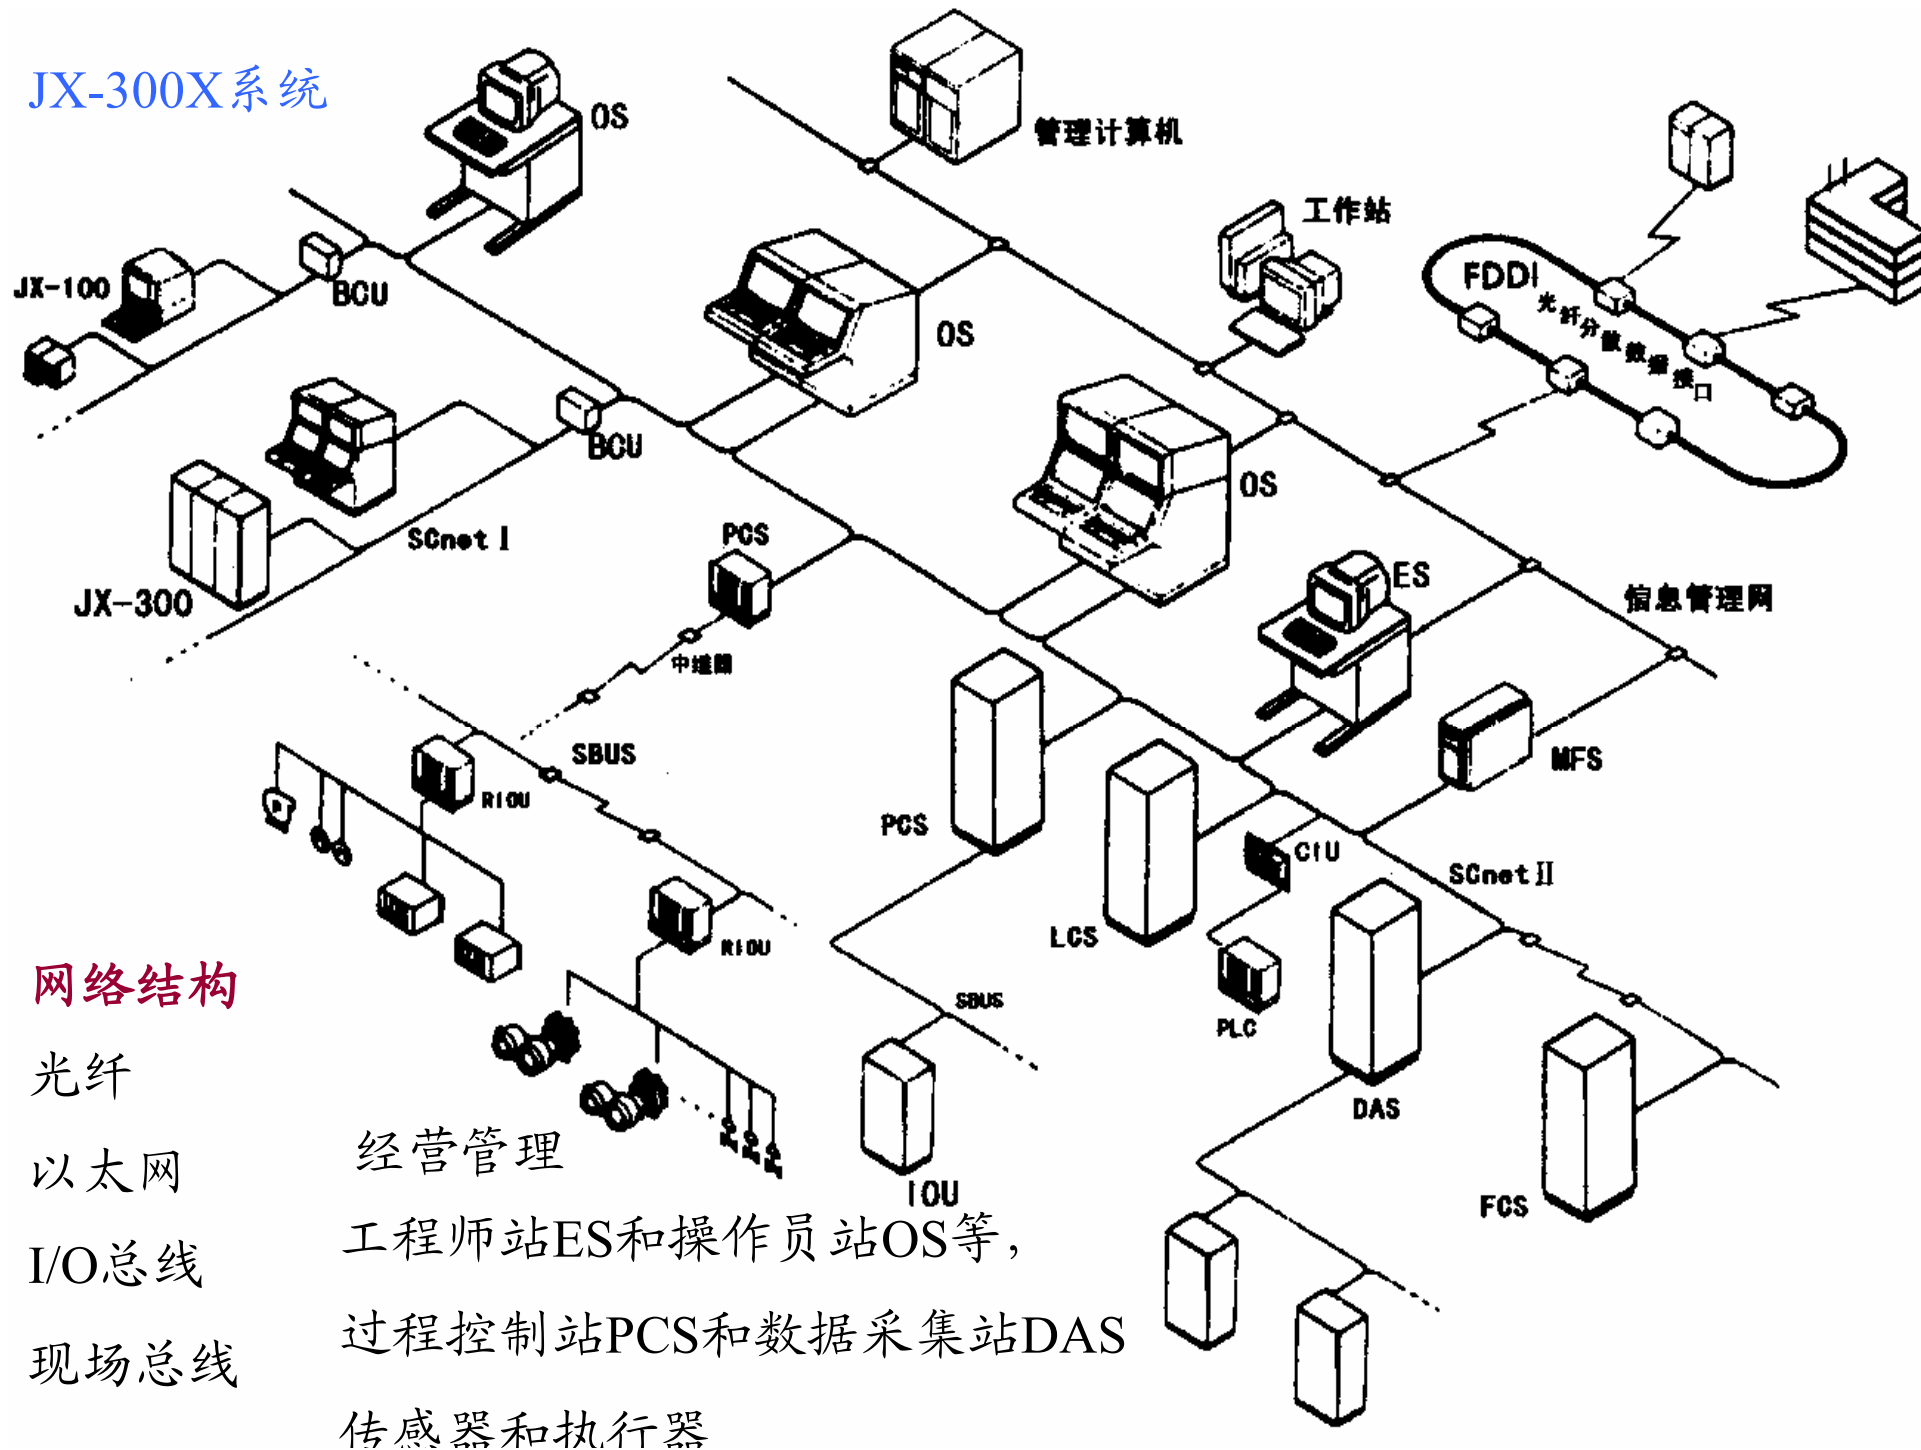 JX-300X系统
OS
管理计算机
工作站
JX-100
BCU
OS
FDDI
光纤分散数据接口
BCU
OS
SCnet Ⅰ
PCS
ES
JX-300
信息管理网
中继器
SBUS
MFS
RIOU
PCS
CIU
SCnet Ⅱ
LCS
RIOU
网络结构
SBUS
PLC
光纤
DAS
以太网
经营管理
IOU
FCS
工程师站ES和操作员站OS等，
I/O总线
过程控制站PCS和数据采集站DAS
现场总线
传感器和执行器